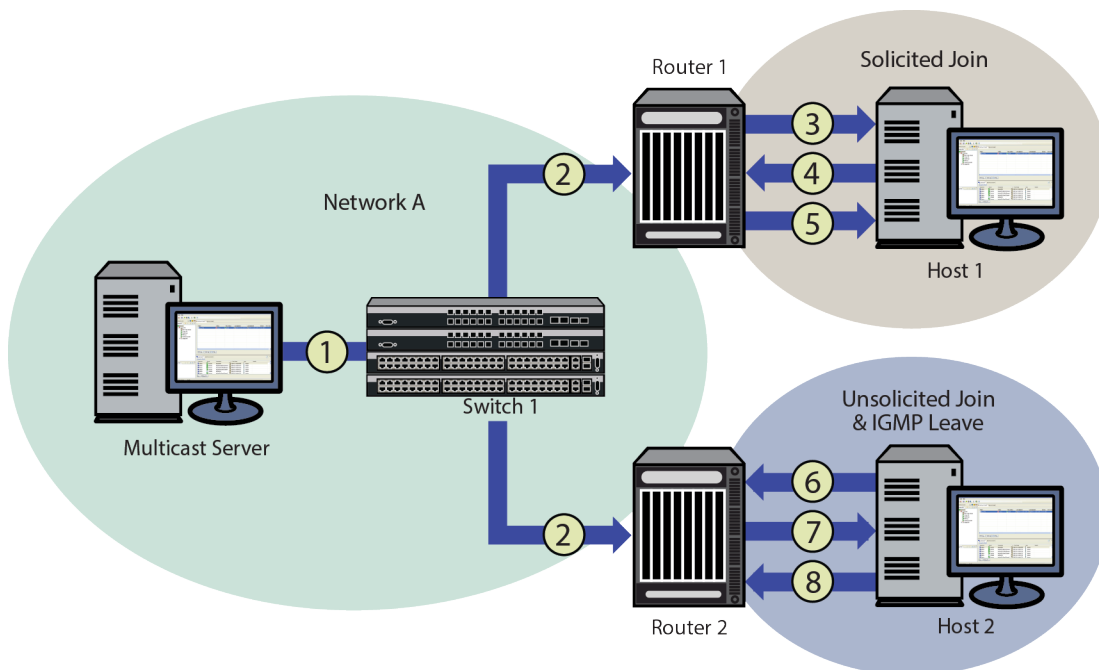 Router 1
Solicited Join
3
2
4
Network A
5
Host 1
1
Switch 1
Multicast Server
Unsolicited Join
& IGMP Leave
6
2
7
8
Router 2
Host 2